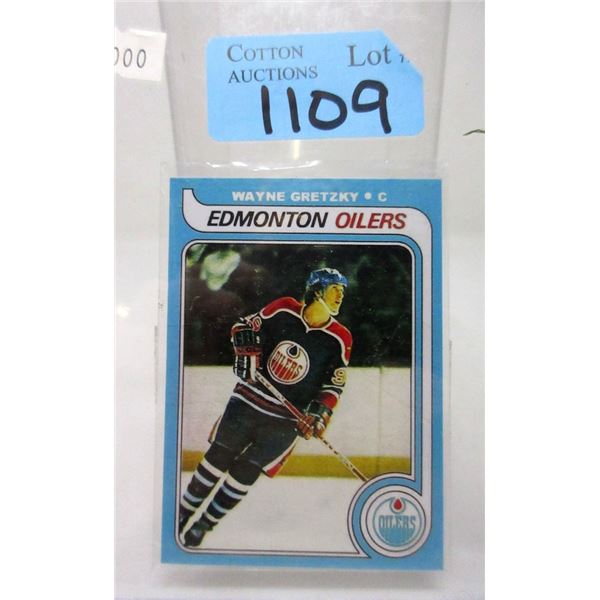 000
COTTON Lot
AUCTIONS
1109
WAYNE GRETZKY • C
EDMONTON OILERS
OILERS
OILERS